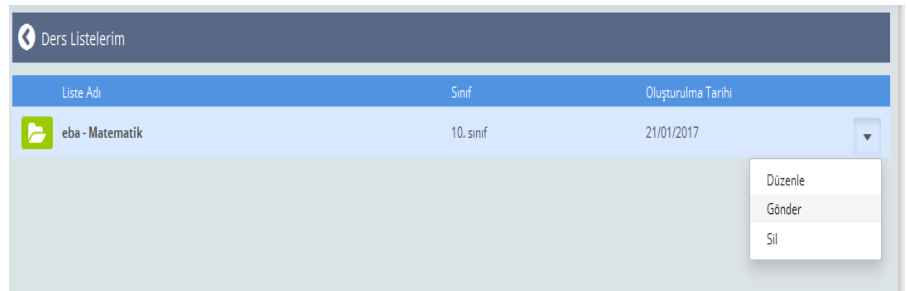 Ders Listelerim
Liste Adı Sınıf Oluşturulma Tarihi
eba - Matematik 10. sınıf 21/01/2017
Düzenle
Gönder
Sil